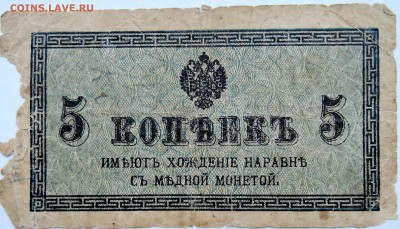 COINS.LAVE.RU
5 КОПѢЕКЪ 5
ИМѢЮТЪ ХОЖДЕНІЕ НАРАВНѢ
СЪ МѢДНОЙ МОНЕТОЙ.